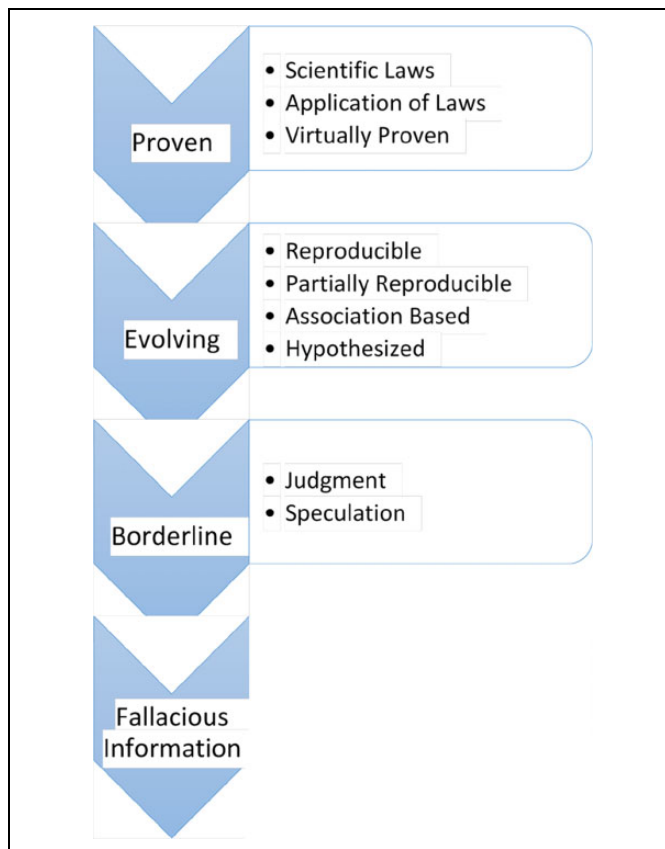 Proven
• Scientific Laws
• Application of Laws
• Virtually Proven
Evolving
• Reproducible
• Partially Reproducible
• Association Based
• Hypothesized
Borderline
• Judgment
• Speculation
Fallacious
Information